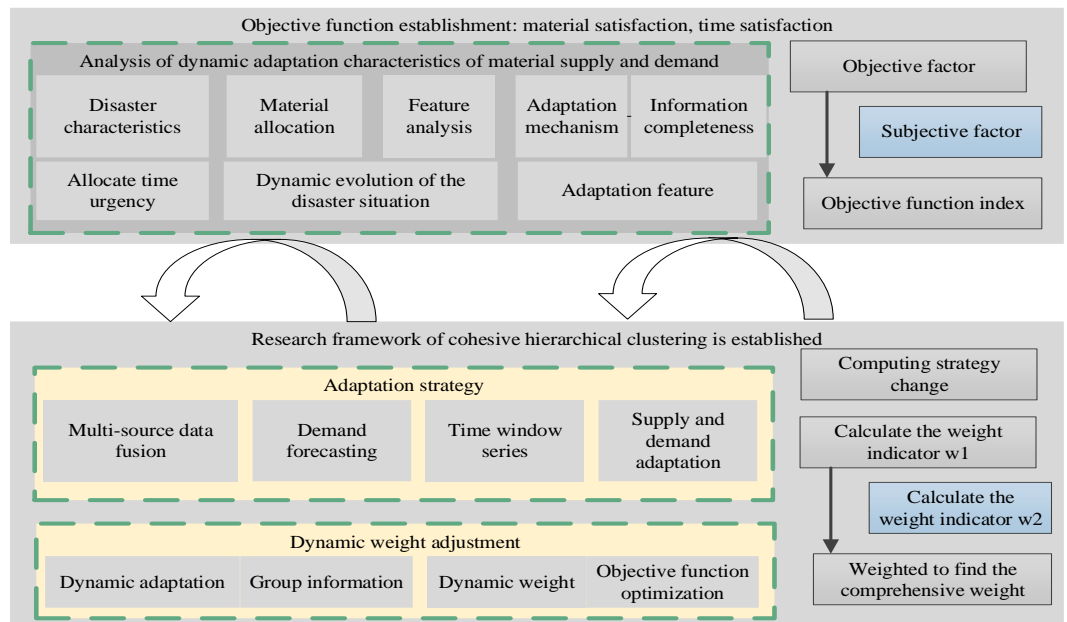 Objective function establishment: material satisfaction, time satisfaction
Analysis of dynamic adaptation characteristics of material supply and demand
Disaster
characteristics
Material
allocation
Feature
analysis
Adaptation
mechanism
Information
completeness
Allocate time
urgency
Dynamic evolution of the
disaster situation
Adaptation feature
Objective factor
Subjective factor
Objective function index
Research framework of cohesive hierarchical clustering is established
Adaptation strategy
Multi-source data
fusion
Demand
forecasting
Time window
series
Supply and
demand
adaptation
Dynamic weight adjustment
Dynamic adaptation
Group information
Dynamic weight
Objective function
optimization
Computing strategy
change
Calculate the weight
indicator w1
Calculate the
weight indicator w2
Weighted to find the
comprehensive weight